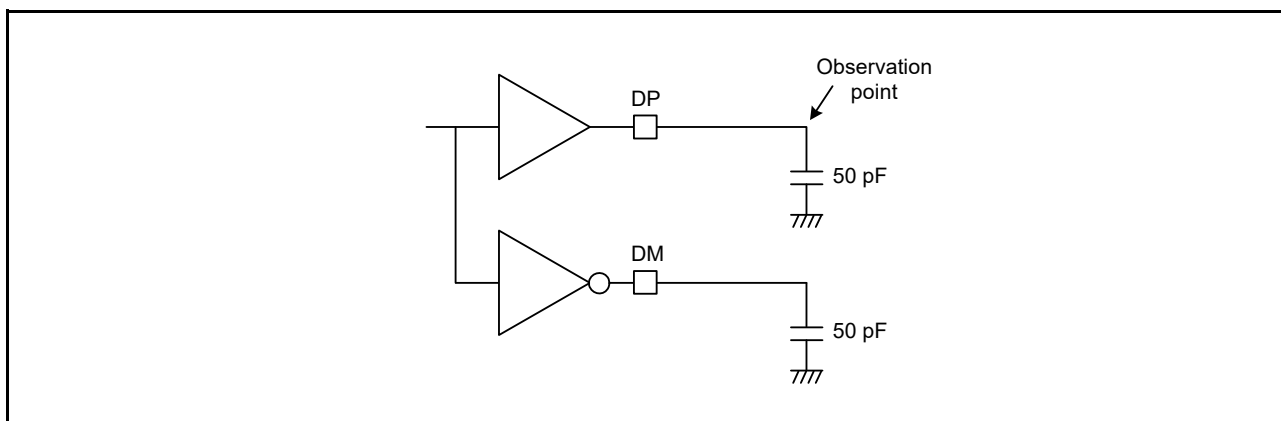 Observation
point
DP
50 pF
DM
50 pF